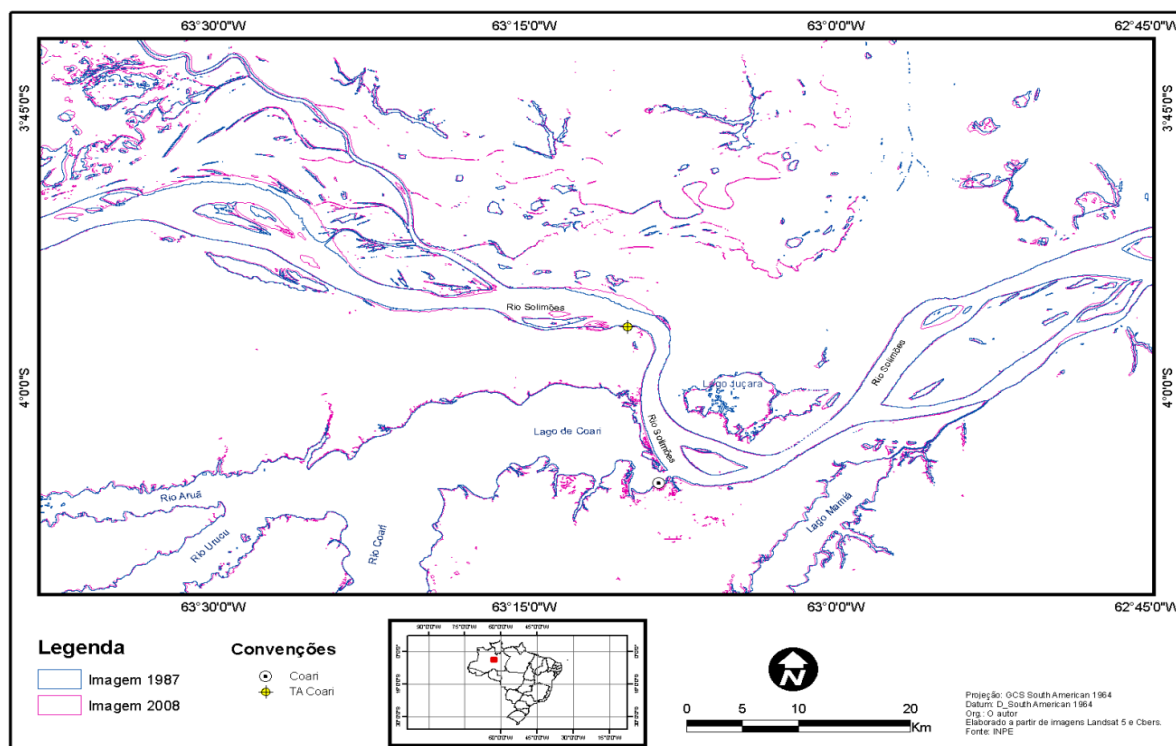 63°30'0"W
63°15'0"W
63°0'0"W
62°45'0"W
3°45'0"S
3°45'0"S
Rio Solimões
4°0'0"S
Rio Solimões
4°0'0"S
Lago Juçara
Lago de Coari
Rio Solimões
Rio Aruã
Rio Urucu
Rio Coari
Lago Mamiá
63°30'0"W
63°15'0"W
63°0'0"W
62°45'0"W
Legenda
Imagem 1987
Imagem 2008
Convenções
Coari
TA Coari
N
0 5 10 20
Km
Projeção: GCS South American 1964
Datum: D_South American 1964
Org.: O autor
Elaborado a partir de imagens Landsat 5 e Cbers.
Fonte: INPE